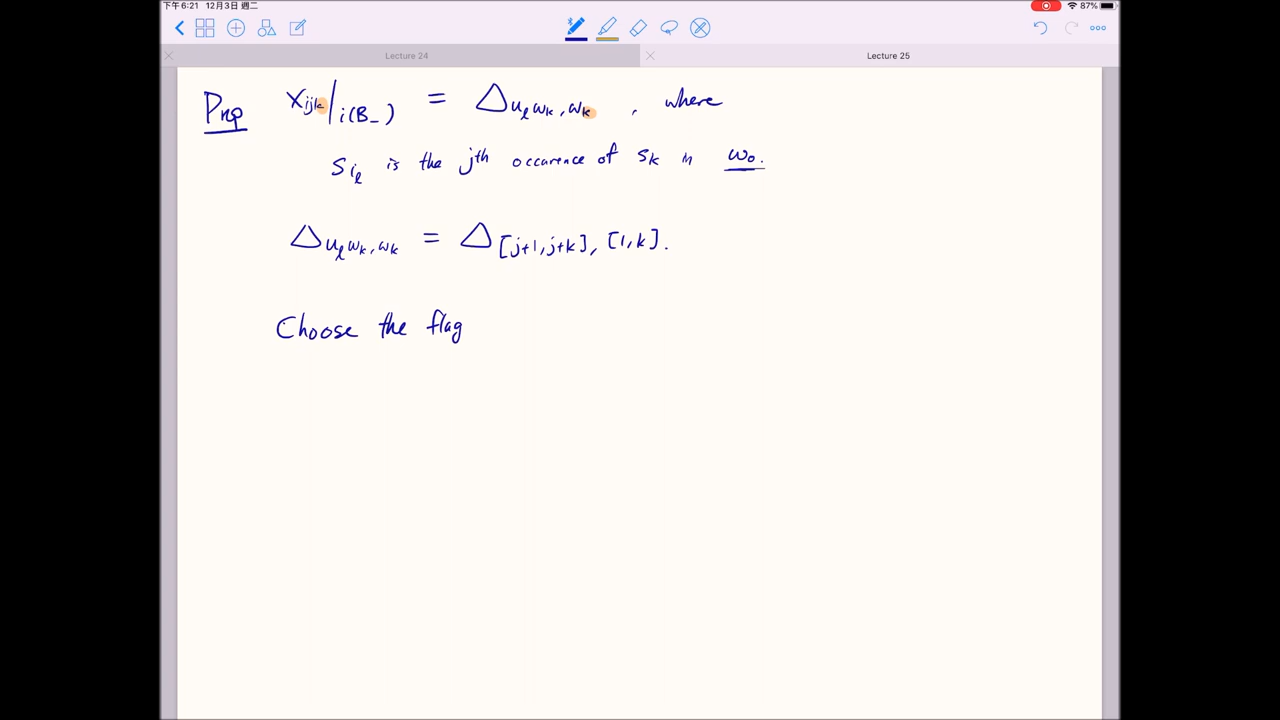 下午6:21 12月3日 週二
87%
Lecture 24
Lecture 25
Prop X_{ijk}|_{i(B_-)} = Δ_{u_ℓ ω_k, ω_k} , where
S_{i_ℓ} is the jth occurence of S_k in w_0.
Δ_{u_ℓ ω_k, ω_k} = Δ_{[j+1, j+k], [1, k]}.
Choose the flag